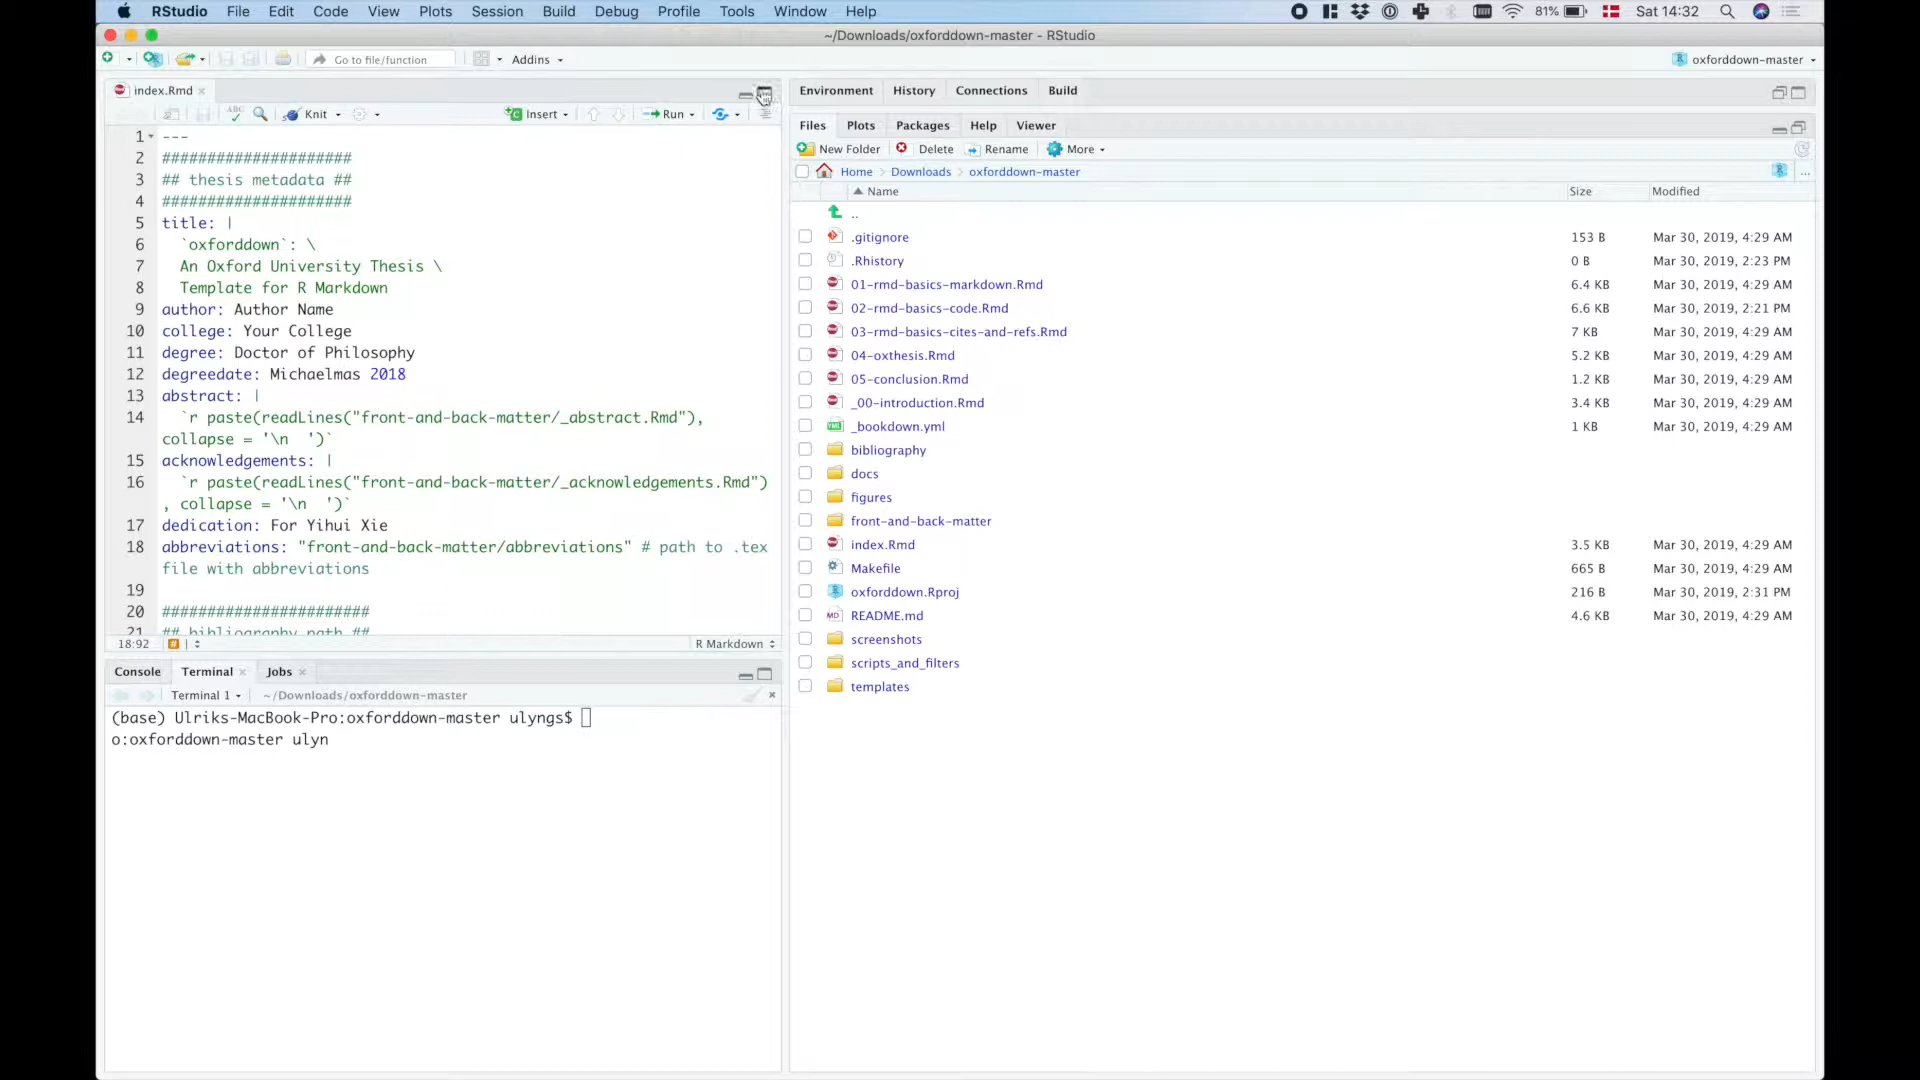 RStudio File Edit Code View Plots Session Build Debug Profile Tools Window Help 81% Sat 14:32
~/Downloads/oxforddown-master - RStudio
Go to file/function Addins oxforddown-master
index.Rmd
ABC Knit Insert Run
1 ---
2 #####################
3 ## thesis metadata ##
4 #####################
5 title: |
6 `oxforddown`: \
7 An Oxford University Thesis \
8 Template for R Markdown
9 author: Author Name
10 college: Your College
11 degree: Doctor of Philosophy
12 degreedate: Michaelmas 2018
13 abstract: |
14 `r paste(readLines("front-and-back-matter/_abstract.Rmd"),
collapse = '\n  ')`
15 acknowledgements: |
16 `r paste(readLines("front-and-back-matter/_acknowledgements.Rmd")
, collapse = '\n  ')`
17 dedication: For Yihui Xie
18 abbreviations: "front-and-back-matter/abbreviations" # path to .tex
file with abbreviations
19
20 #######################
21 ## bibliography path ##
18:92 # R Markdown
Console Terminal Jobs
Terminal 1 ~/Downloads/oxforddown-master
(base) Ulriks-MacBook-Pro:oxforddown-master ulyngs$
o:oxforddown-master ulyn
Environment History Connections Build
Files Plots Packages Help Viewer
New Folder Delete Rename More
Home Downloads oxforddown-master ...
Name Size Modified
..
.gitignore 153 B Mar 30, 2019, 4:29 AM
.Rhistory 0 B Mar 30, 2019, 2:23 PM
01-rmd-basics-markdown.Rmd 6.4 KB Mar 30, 2019, 4:29 AM
02-rmd-basics-code.Rmd 6.6 KB Mar 30, 2019, 2:21 PM
03-rmd-basics-cites-and-refs.Rmd 7 KB Mar 30, 2019, 4:29 AM
04-oxthesis.Rmd 5.2 KB Mar 30, 2019, 4:29 AM
05-conclusion.Rmd 1.2 KB Mar 30, 2019, 4:29 AM
_00-introduction.Rmd 3.4 KB Mar 30, 2019, 4:29 AM
_bookdown.yml 1 KB Mar 30, 2019, 4:29 AM
bibliography
docs
figures
front-and-back-matter
index.Rmd 3.5 KB Mar 30, 2019, 4:29 AM
Makefile 665 B Mar 30, 2019, 4:29 AM
oxforddown.Rproj 216 B Mar 30, 2019, 2:31 PM
README.md 4.6 KB Mar 30, 2019, 4:29 AM
screenshots
scripts_and_filters
templates